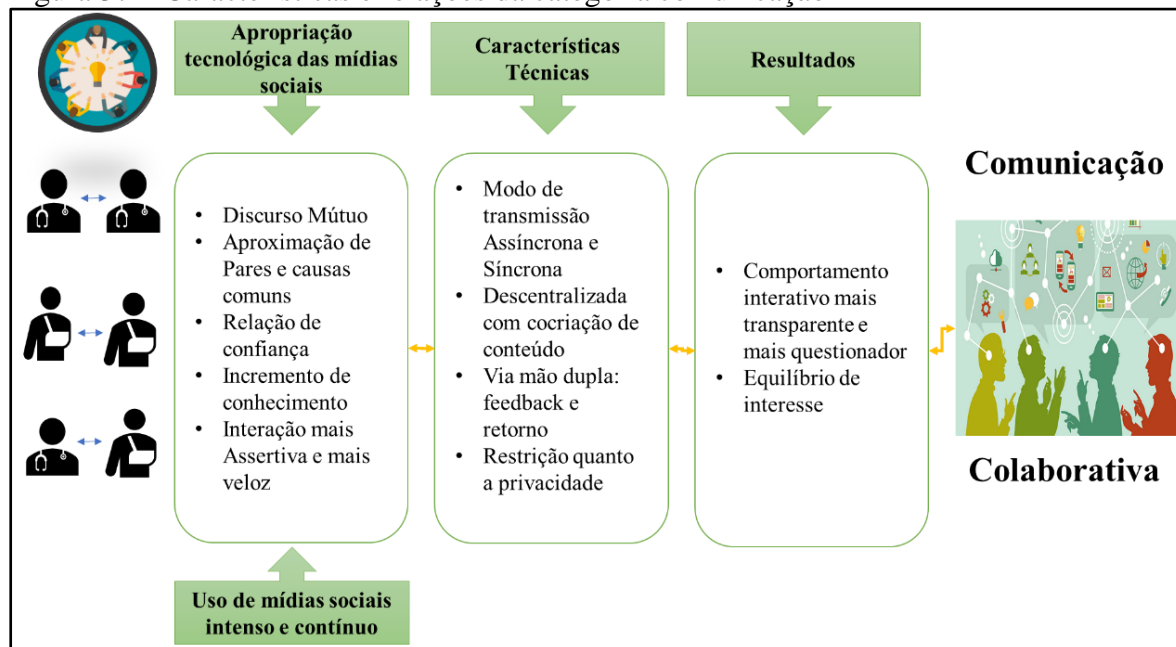 Apropriação
tecnológica das mídias
sociais
Características
Técnicas
Resultados
• Discurso Mútuo
• Aproximação de
Pares e causas
comuns
• Relação de
confiança
• Incremento de
conhecimento
• Interação mais
Assertiva e mais
veloz
• Modo de
transmissão
Assíncrona e
Síncrona
• Descentralizada
com cocriação de
conteúdo
• Via mão dupla:
feedback e
retorno
• Restrição quanto
a privacidade
• Comportamento
interativo mais
transparente e
mais questionador
• Equilíbrio de
interesse
Comunicação
Colaborativa
Uso de mídias sociais
intenso e contínuo